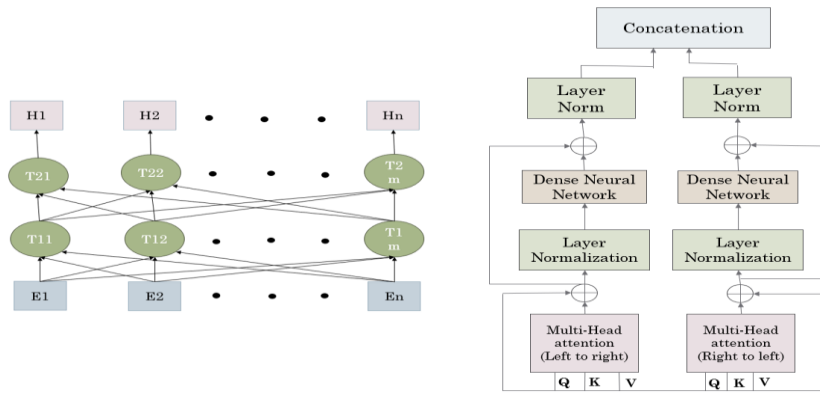 H1 H2 Hn
T21 T22 T2
m
T11 T12 T1
m
E1 E2 En
Concatenation
Layer
Norm
Layer
Norm
Dense Neural
Network
Dense Neural
Network
Layer
Normalization
Layer
Normalization
Multi-Head
attention
(Left to right)
Multi-Head
attention
(Right to left)
Q K V
Q K V